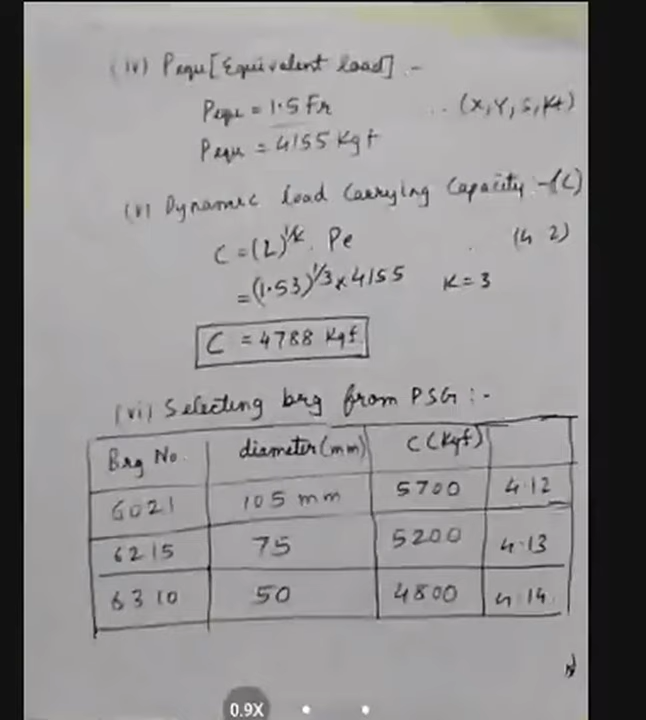 (iv) Pequ [Equivalent load] :-
Pequ = 1.5 Fr ... (X, Y, S, Kt)
Pequ = 4155 Kgf
(v) Dynamic load Carrying Capacity :-(C)
C = (L)^1/k . Pe (4 2)
= (1.53)^1/3 x 4155 K = 3
C = 4788 Kgf
(vi) Selecting brg from PSG :-
Brg No. diameter (mm) C (Kgf)
6021 105 mm 5700 4.12
6215 75 5200 4.13
6310 50 4800 4.14
0.9X